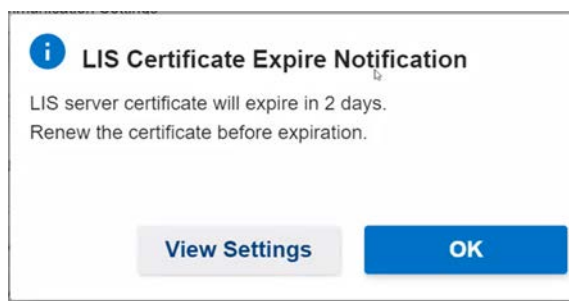 LIS Certificate Expire Notification
LIS server certificate will expire in 2 days.
Renew the certificate before expiration.
View Settings
OK